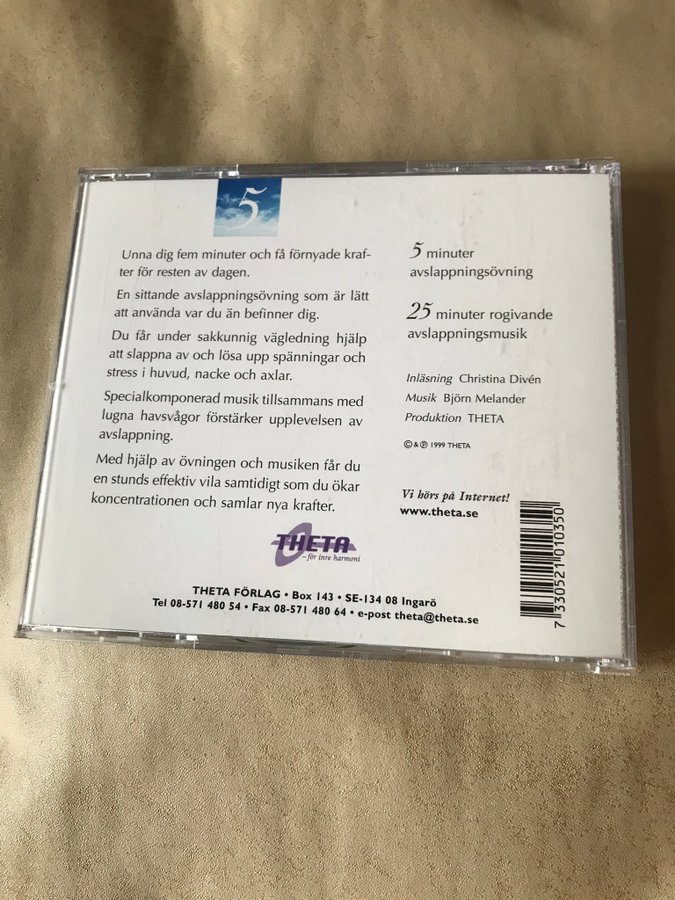 5
Unna dig fem minuter och få förnyade kraf-
ter för resten av dagen.
En sittande avslappningsövning som är lätt
att använda var du än befinner dig.
Du får under sakkunnig vägledning hjälp
att slappna av och lösa upp spänningar och
stress i huvud, nacke och axlar.
Specialkomponerad musik tillsammans med
lugna havsvågor förstärker upplevelsen av
avslappning.
Med hjälp av övningen och musiken får du
en stunds effektiv vila samtidigt som du ökar
koncentrationen och samlar nya krafter.
5 minuter
avslappningsövning
25 minuter rogivande
avslappningsmusik
Inläsning Christina Divén
Musik Björn Melander
Produktion THETA
© & ℗ 1999 THETA
Vi hörs på Internet!
www.theta.se
THETA
– för inre harmoni
THETA FÖRLAG • Box 143 • SE-134 08 Ingarö
Tel 08-571 480 54 • Fax 08-571 480 64 • e-post theta@theta.se
7 330521 010350